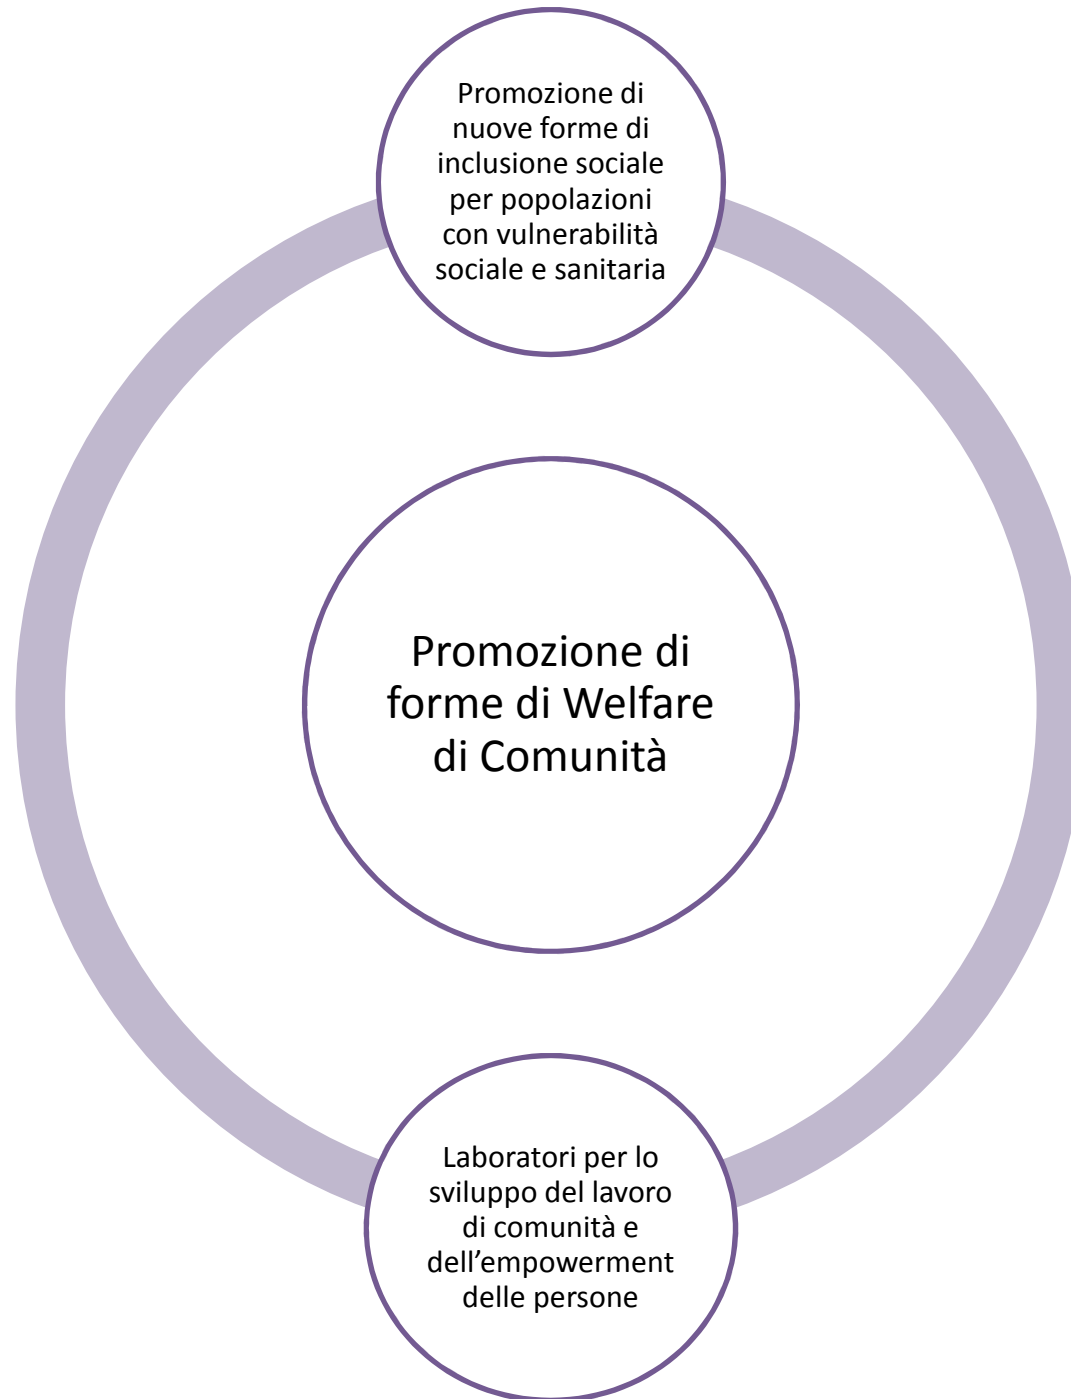 Promozione di
nuove forme di
inclusione sociale
per popolazioni
con vulnerabilità
sociale e sanitaria
Promozione di
forme di Welfare
di Comunità
Laboratori per lo
sviluppo del lavoro
di comunità e
dell’empowerment
delle persone